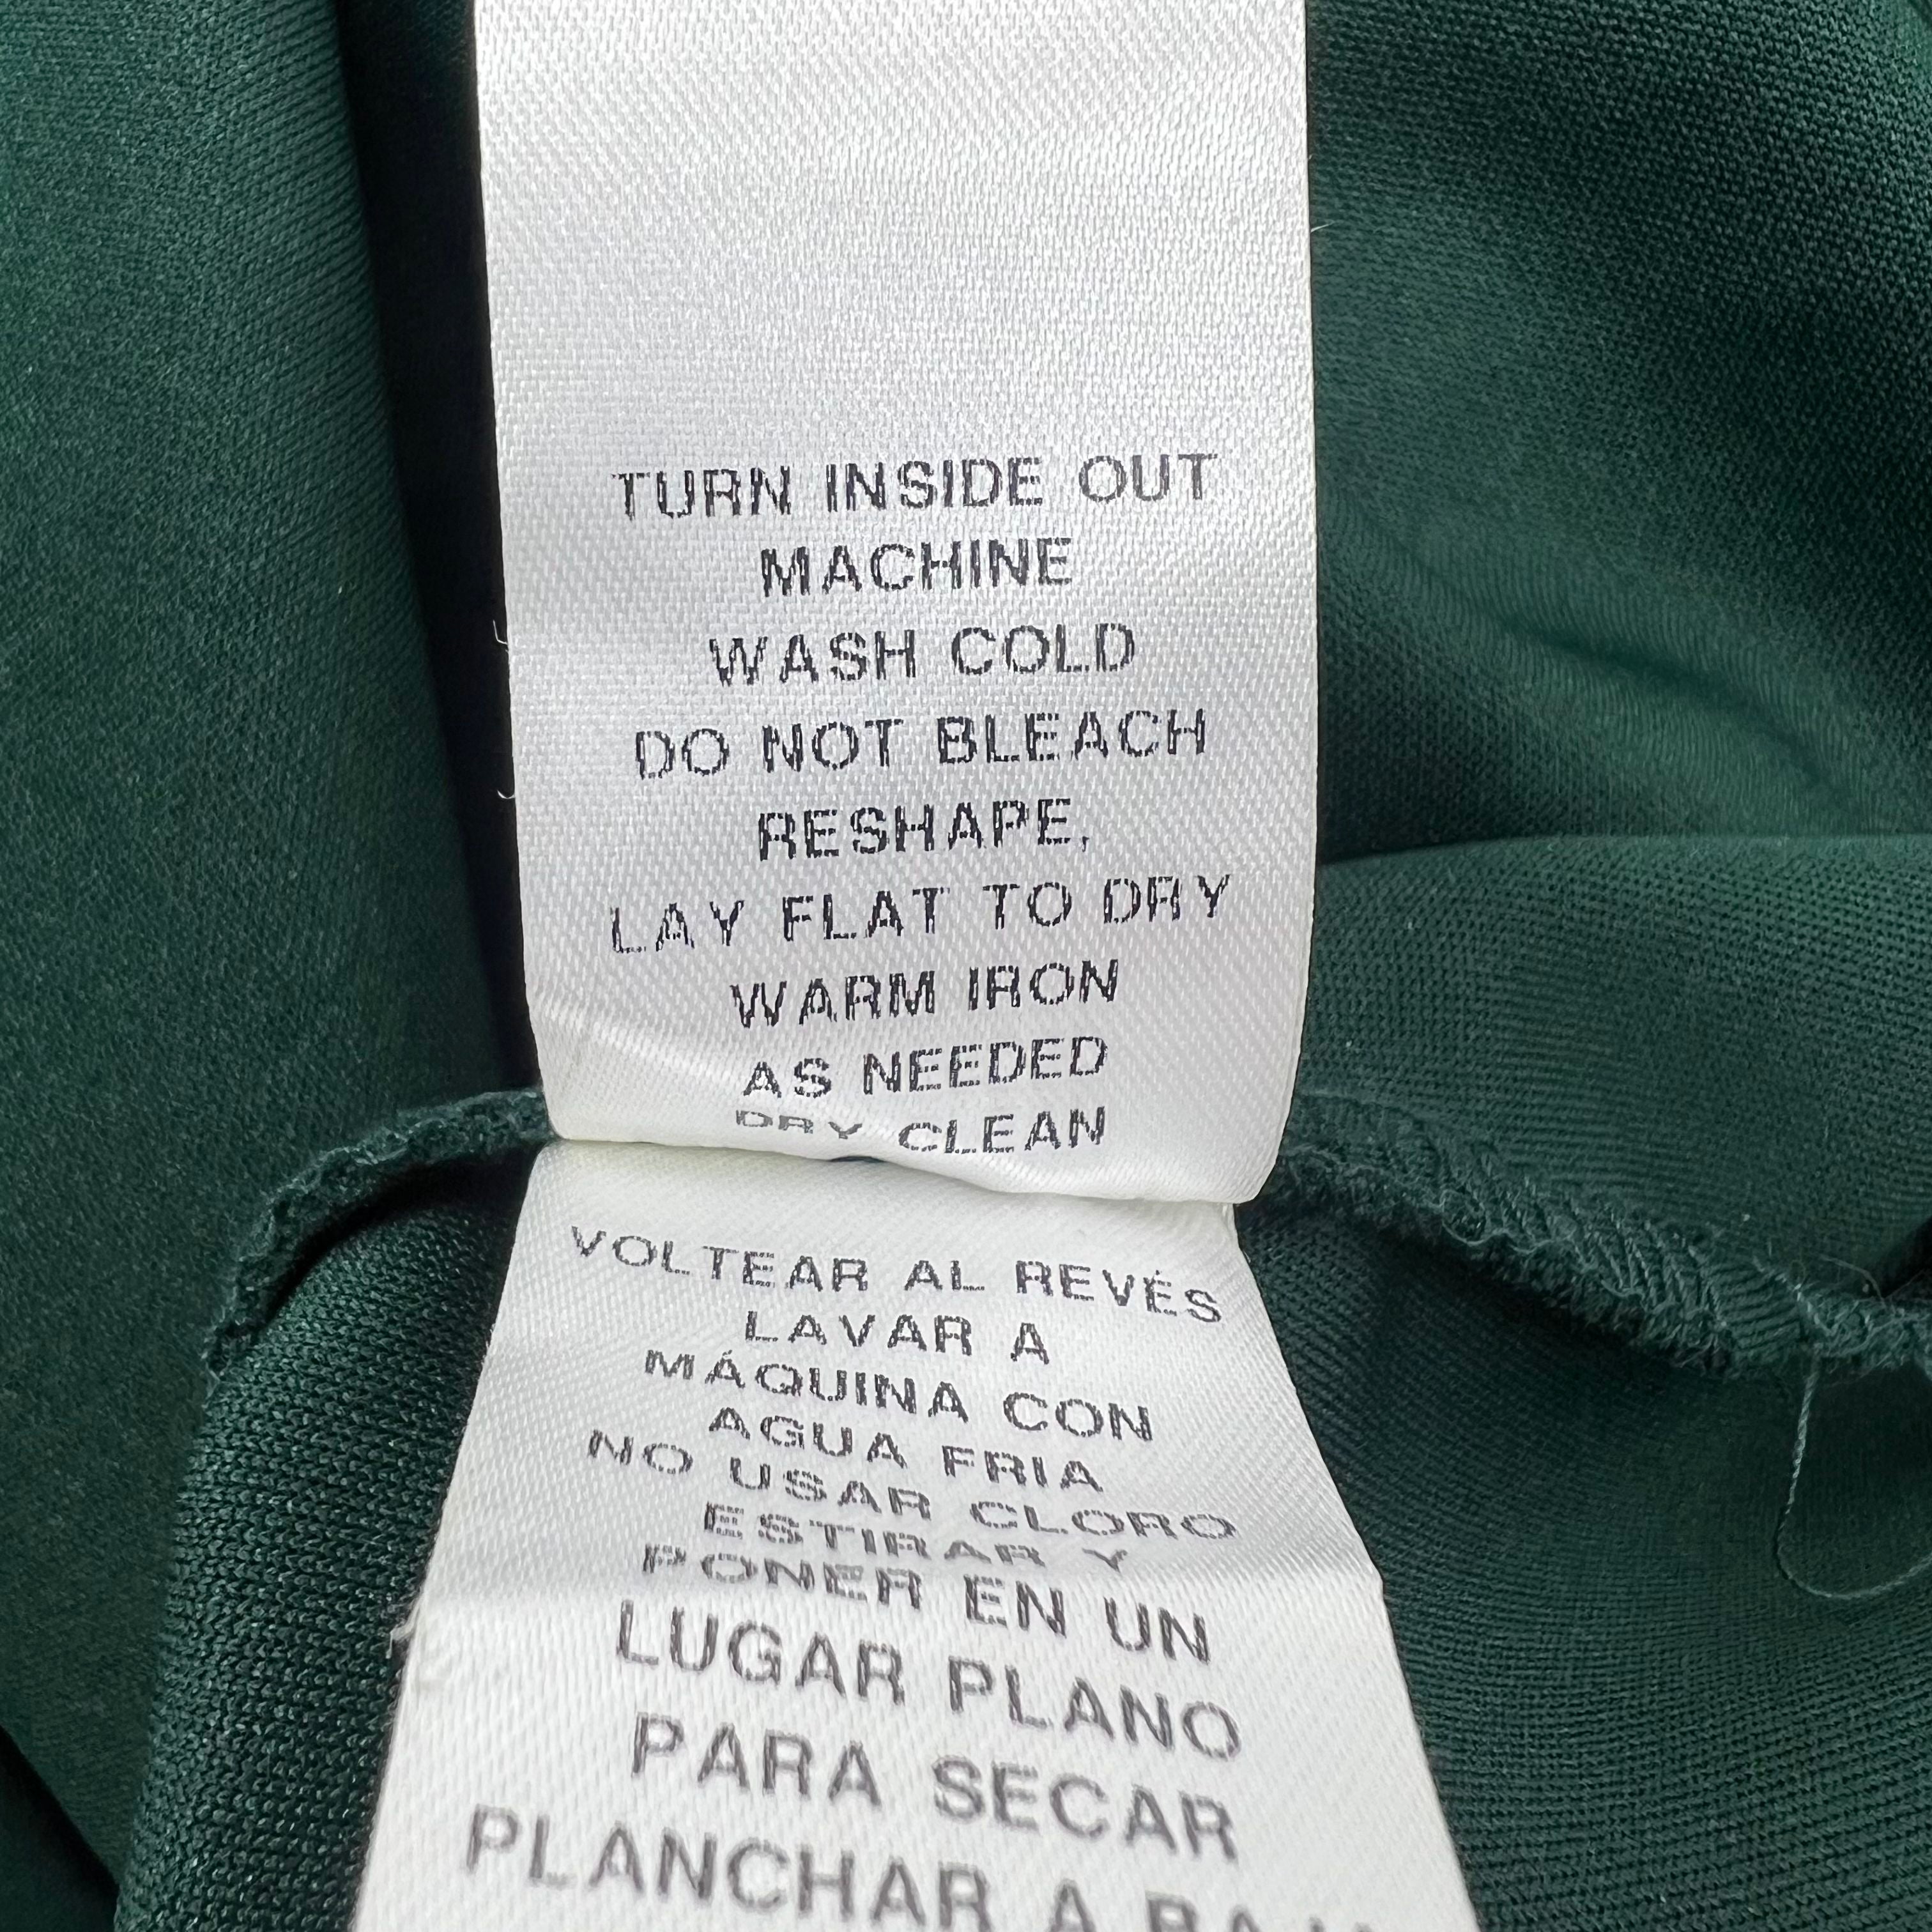 TURN INSIDE OUT
MACHINE
WASH COLD
DO NOT BLEACH
RESHAPE,
LAY FLAT TO DRY
WARM IRON
AS NEEDED
DRY CLEAN
VOLTEAR AL REVÉS
LAVAR A
MÁQUINA CON
AGUA FRIA
NO USAR CLORO
ESTIRAR Y
PONER EN UN
LUGAR PLANO
PARA SECAR
PLANCHAR A